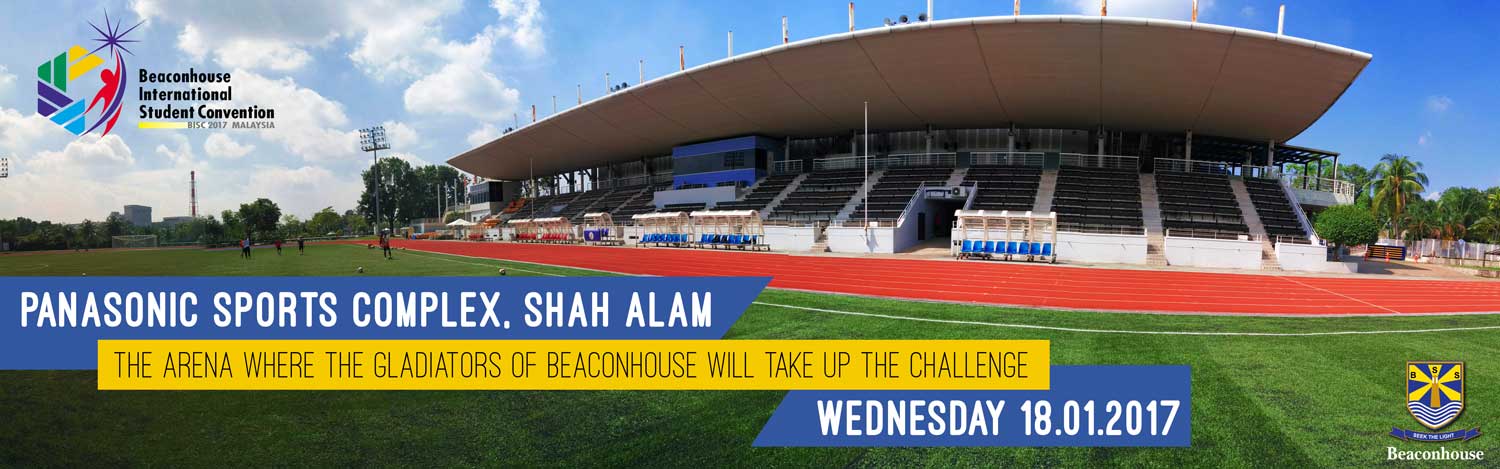 Beaconhouse
International
Student Convention
BISC 2017 MALAYSIA
PANASONIC SPORTS COMPLEX, SHAH ALAM
THE ARENA WHERE THE GLADIATORS OF BEACONHOUSE WILL TAKE UP THE CHALLENGE
WEDNESDAY 18.01.2017
B S S
SEEK THE LIGHT
Beaconhouse